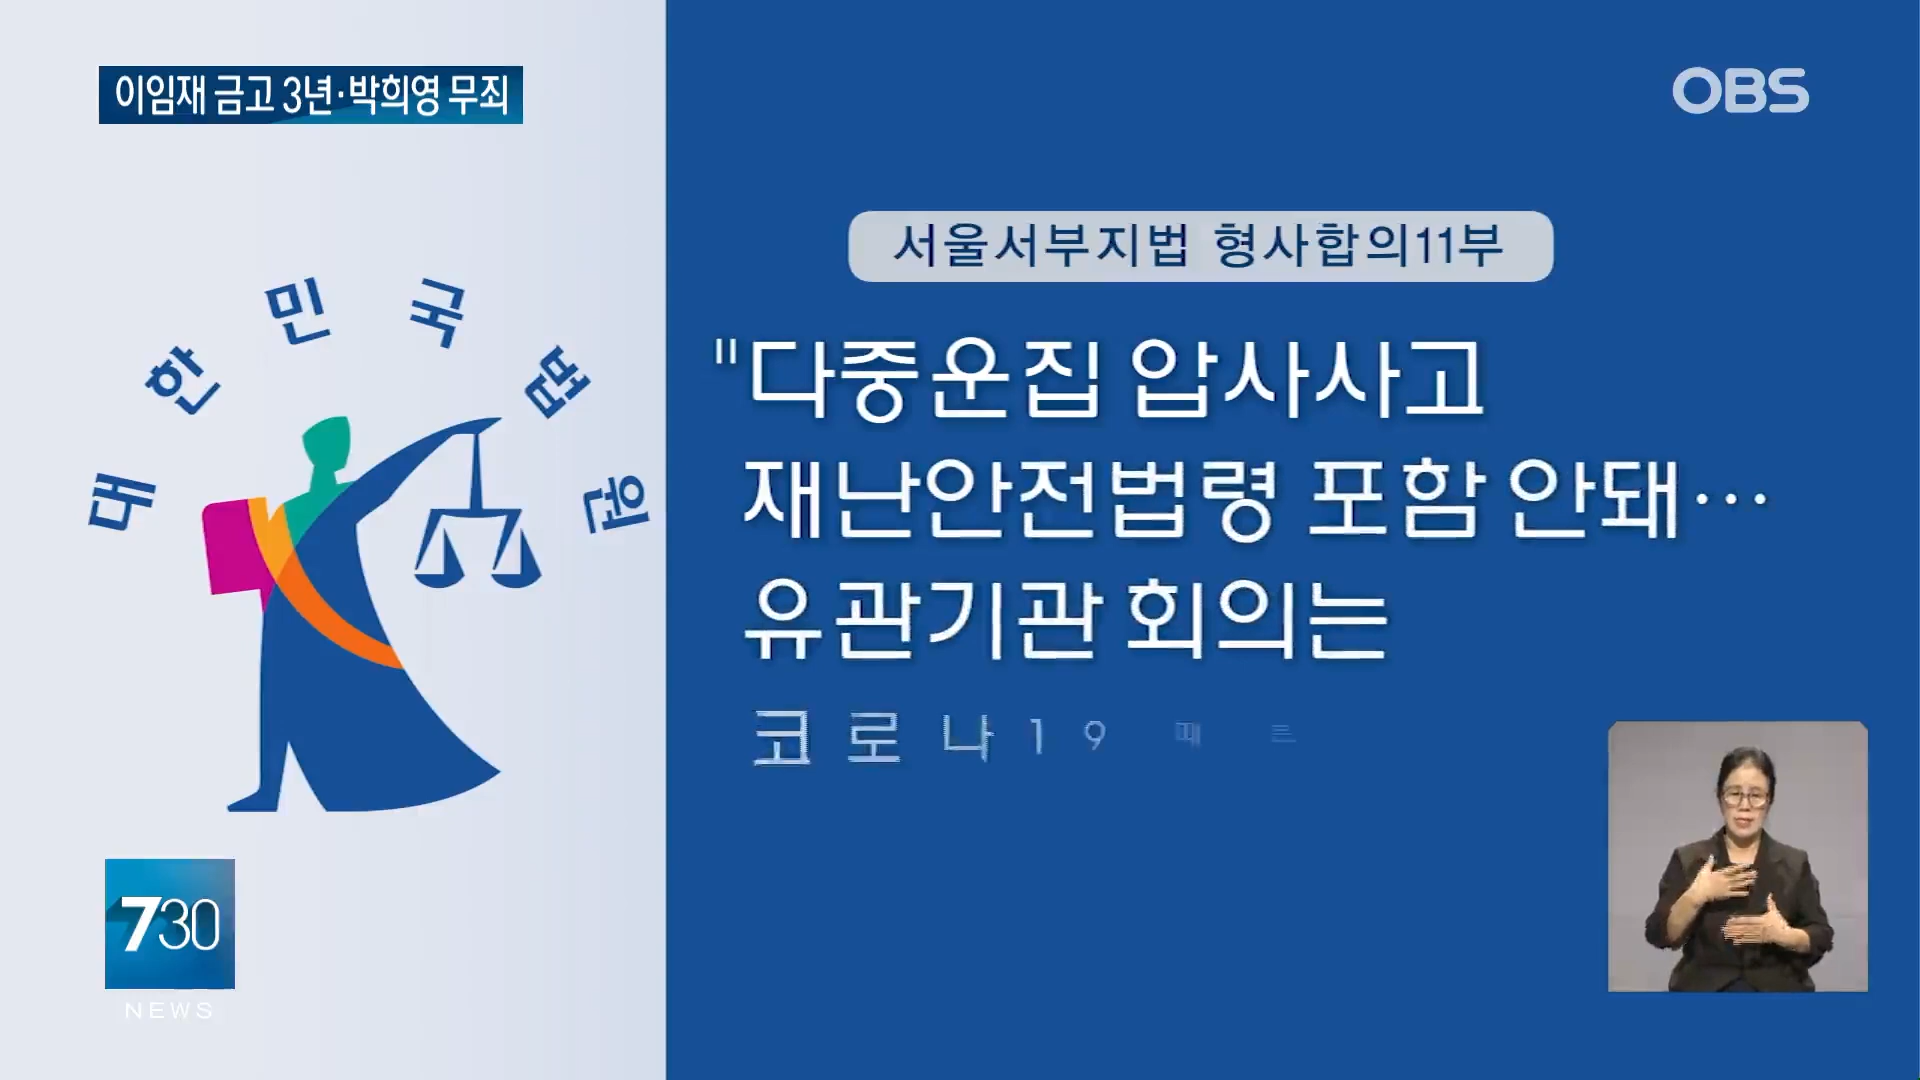 이임재 금고 3년·박희영 무죄
OBS
서울서부지법 형사합의11부
"다중운집 압사사고
재난안전법령 포함 안돼…
유관기관 회의는
코로나19 때
대한민국법원
730
NEWS